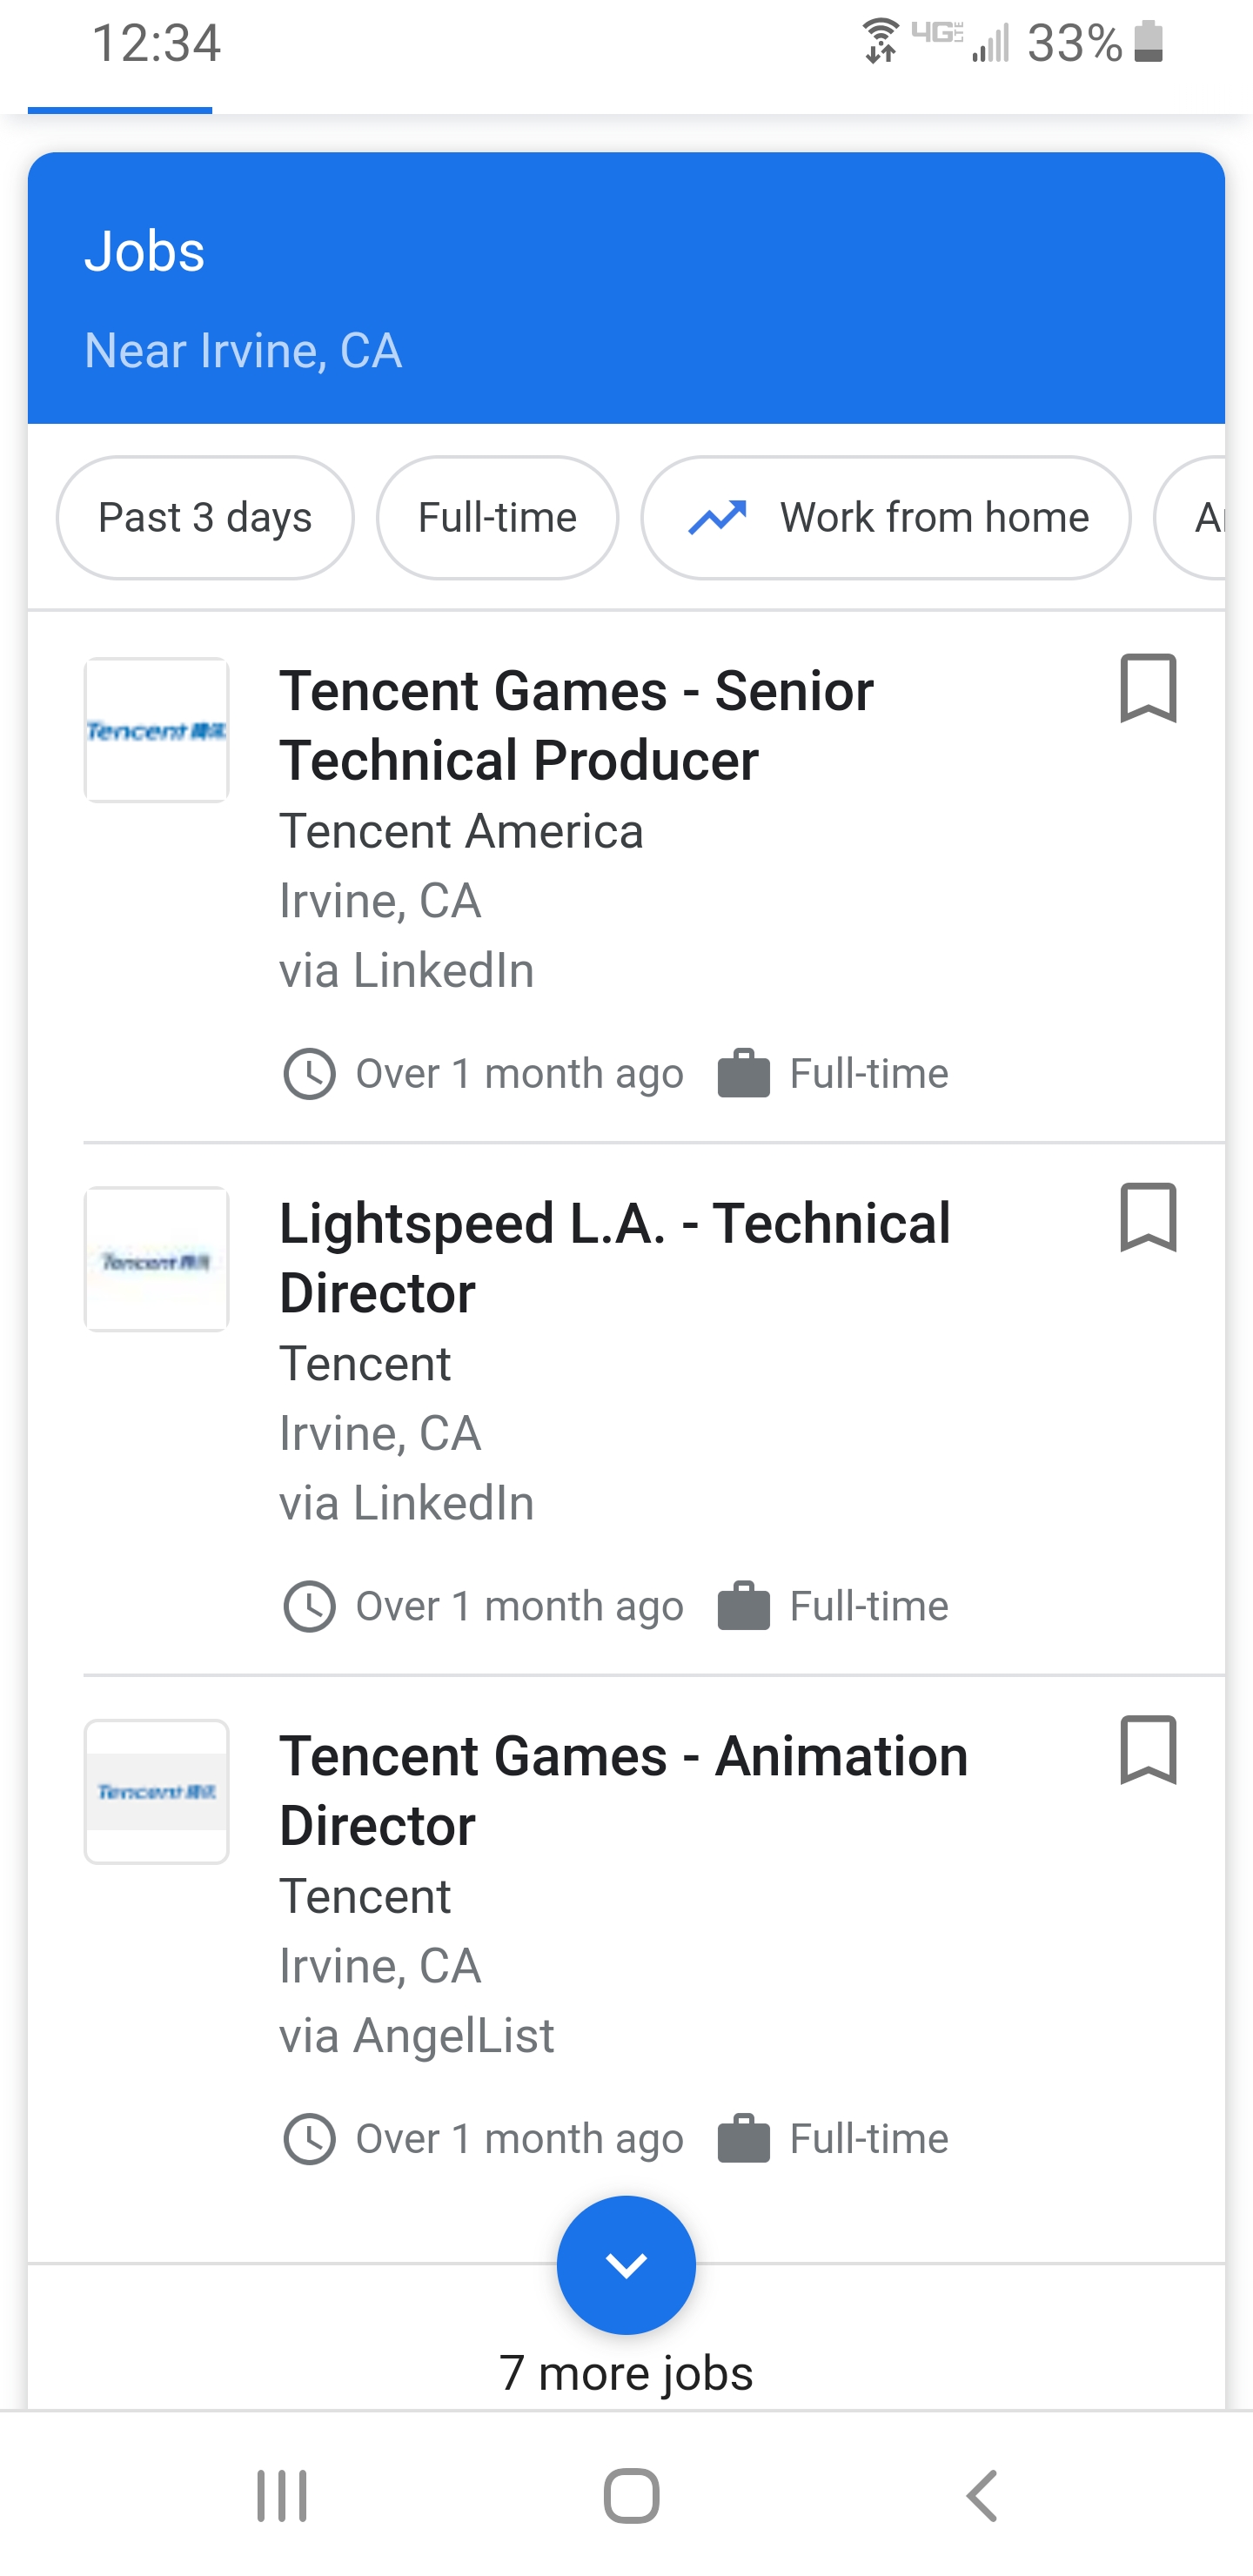 12:34
4G LTE 33%
Jobs
Near Irvine, CA
Past 3 days
Full-time
Work from home
Tencent 腾讯
Tencent Games - Senior
Technical Producer
Tencent America
Irvine, CA
via LinkedIn
Over 1 month ago Full-time
Tencent 腾讯
Lightspeed L.A. - Technical
Director
Tencent
Irvine, CA
via LinkedIn
Over 1 month ago Full-time
Tencent 腾讯
Tencent Games - Animation
Director
Tencent
Irvine, CA
via AngelList
Over 1 month ago Full-time
7 more jobs